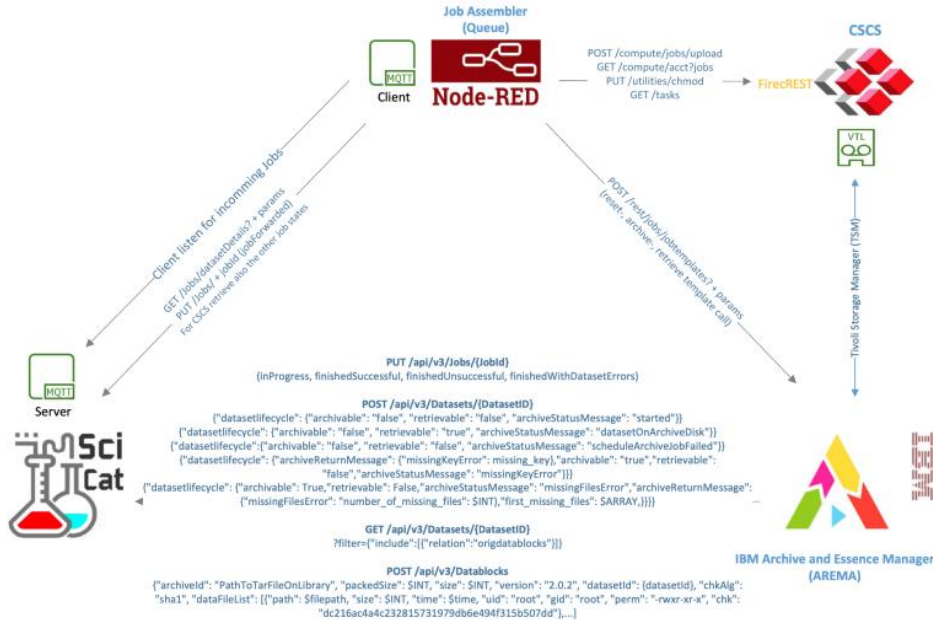 Job Assembler
(Queue)
CSCS
MQTT
Client
Node-RED
POST /compute/jobs/upload
GET /compute/acct?jobs
PUT /utilities/chmod
GET /tasks
FirecREST
VTL
Client listen for incomming Jobs
GET /Jobs/datasetDetails? + params
PUT /Jobs/ + jobId (jobForwarded)
For CSCS retrieve also the other job states
POST /rest/jobs/jobtemplates? + params
(reset-, archive-, retrieve template call)
Tivoli Storage Manager (TSM)
MQTT
Server
PUT /api/v3/Jobs/{JobId}
(inProgress, finishedSuccessful, finishedUnsuccessful, finishedWithDatasetErrors)
POST /api/v3/Datasets/{DatasetID}
{"datasetlifecycle": {"archivable": "false", "retrievable": "false", "archiveStatusMessage": "started"}}
{"datasetlifecycle": {"archivable": "false", "retrievable": "true", "archiveStatusMessage": "datasetOnArchiveDisk"}}
{"datasetlifecycle":{"archivable": "false", "retrievable": "false", "archiveStatusMessage": "scheduleArchiveJobFailed"}}
{"datasetlifecycle": {"archiveReturnMessage": {"missingKeyError": missing_key},"archivable": "true","retrievable":
"false","archiveStatusMessage": "missingKeyError"}}}
{"datasetlifecycle": {"archivable": True,"retrievable": False,"archiveStatusMessage": "missingFilesError","archiveReturnMessage":
{"missingFilesError": "number_of_missing_files": $INT),"first_missing_files": $ARRAY,}}}}
GET /api/v3/Datasets/{DatasetID}
?filter={"include":[{"relation":"origdatablocks"}]}
POST /api/v3/Datablocks
{"archiveId": "PathToTarFileOnLibrary", "packedSize": $INT, "size": $INT, "version": "2.0.2", "datasetId": {datasetId}, "chkAlg":
"sha1", "dataFileList": [{"path": $filepath, "size": $INT, "time": $time, "uid": "root", "gid": "root", "perm": "-rwxr-xr-x", "chk":
"dc216ac4a4c232815731979db6e494f315b507dd"},...]
Sci
Cat
IBM
IBM Archive and Essence Manager
(AREMA)